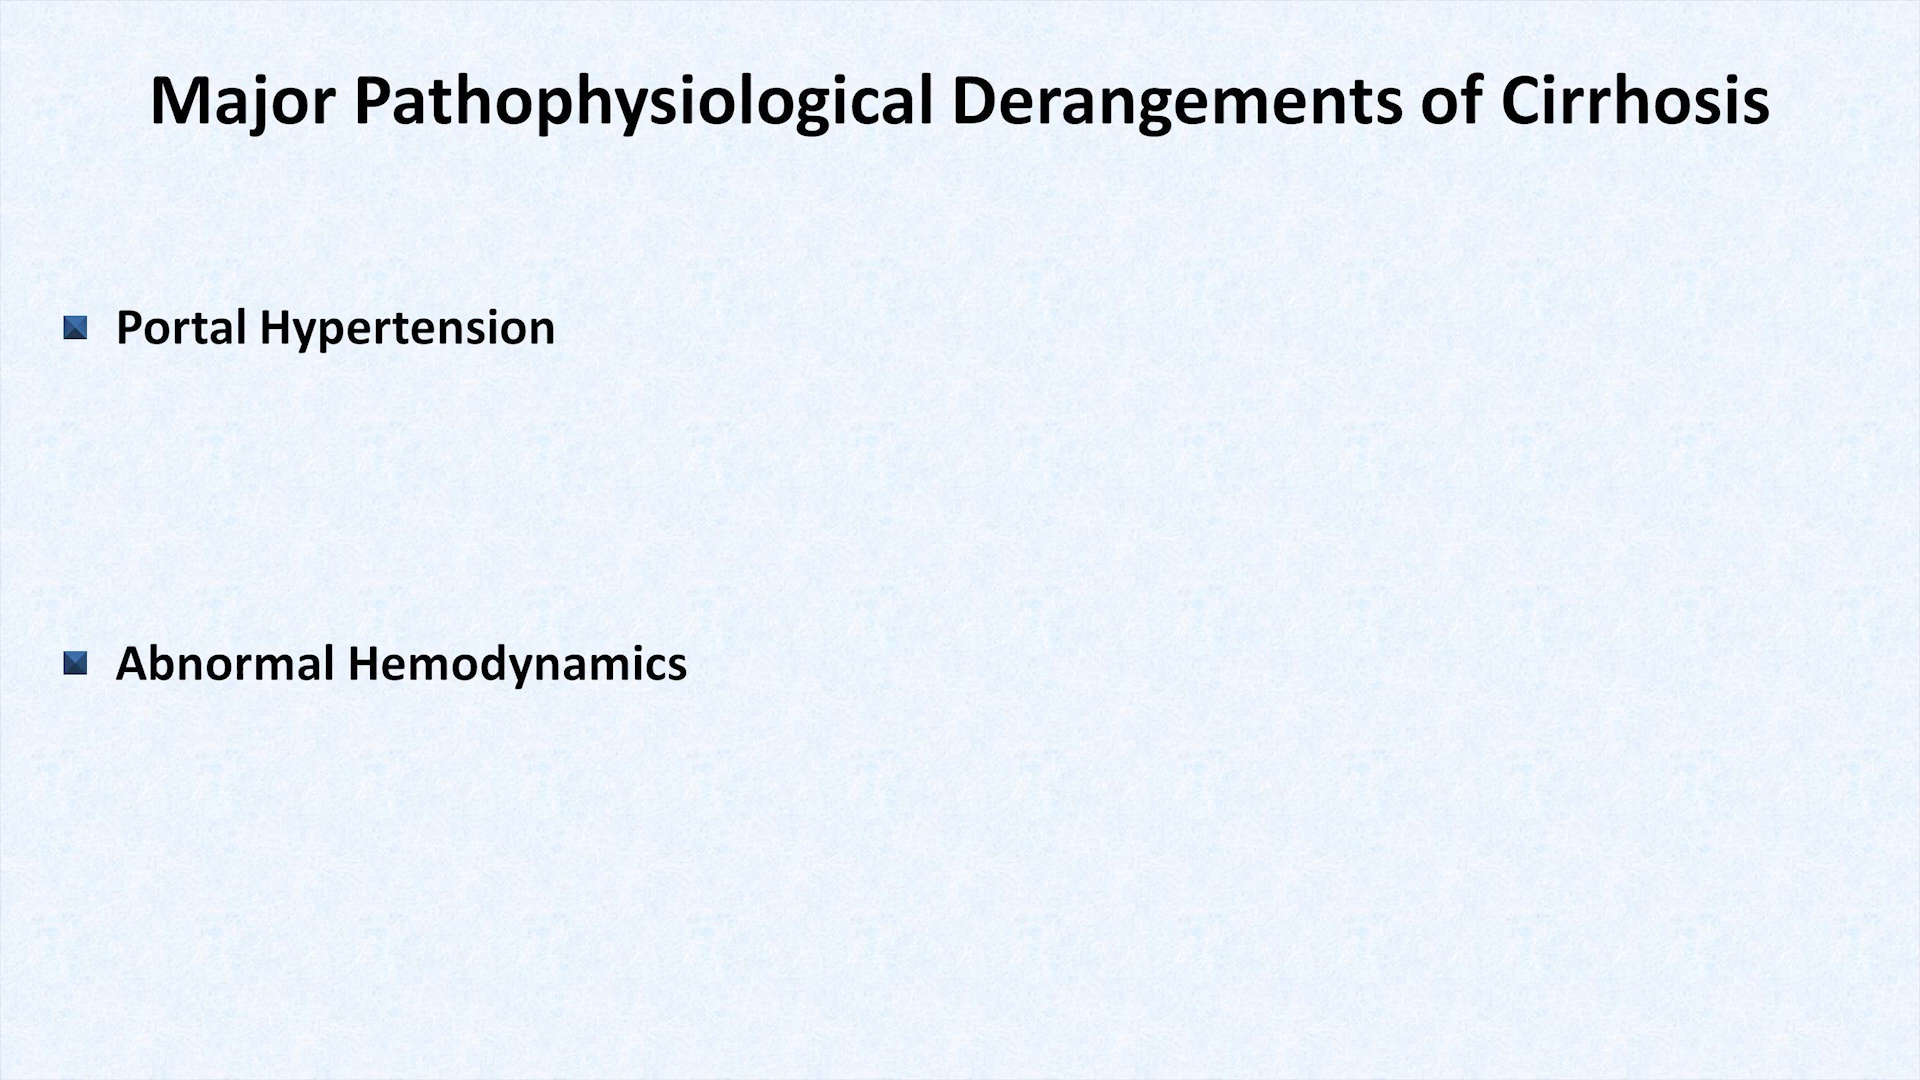 Major Pathophysiological Derangements of Cirrhosis
Portal Hypertension
Abnormal Hemodynamics